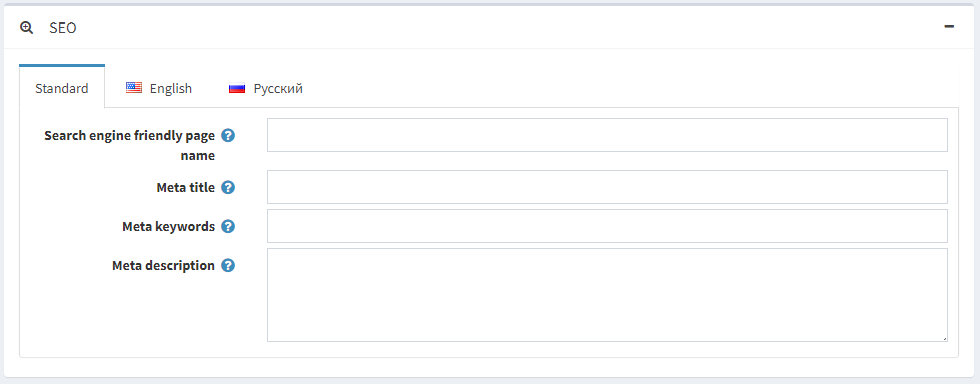 SEO
Standard English Русский
Search engine friendly page
name
Meta title
Meta keywords
Meta description